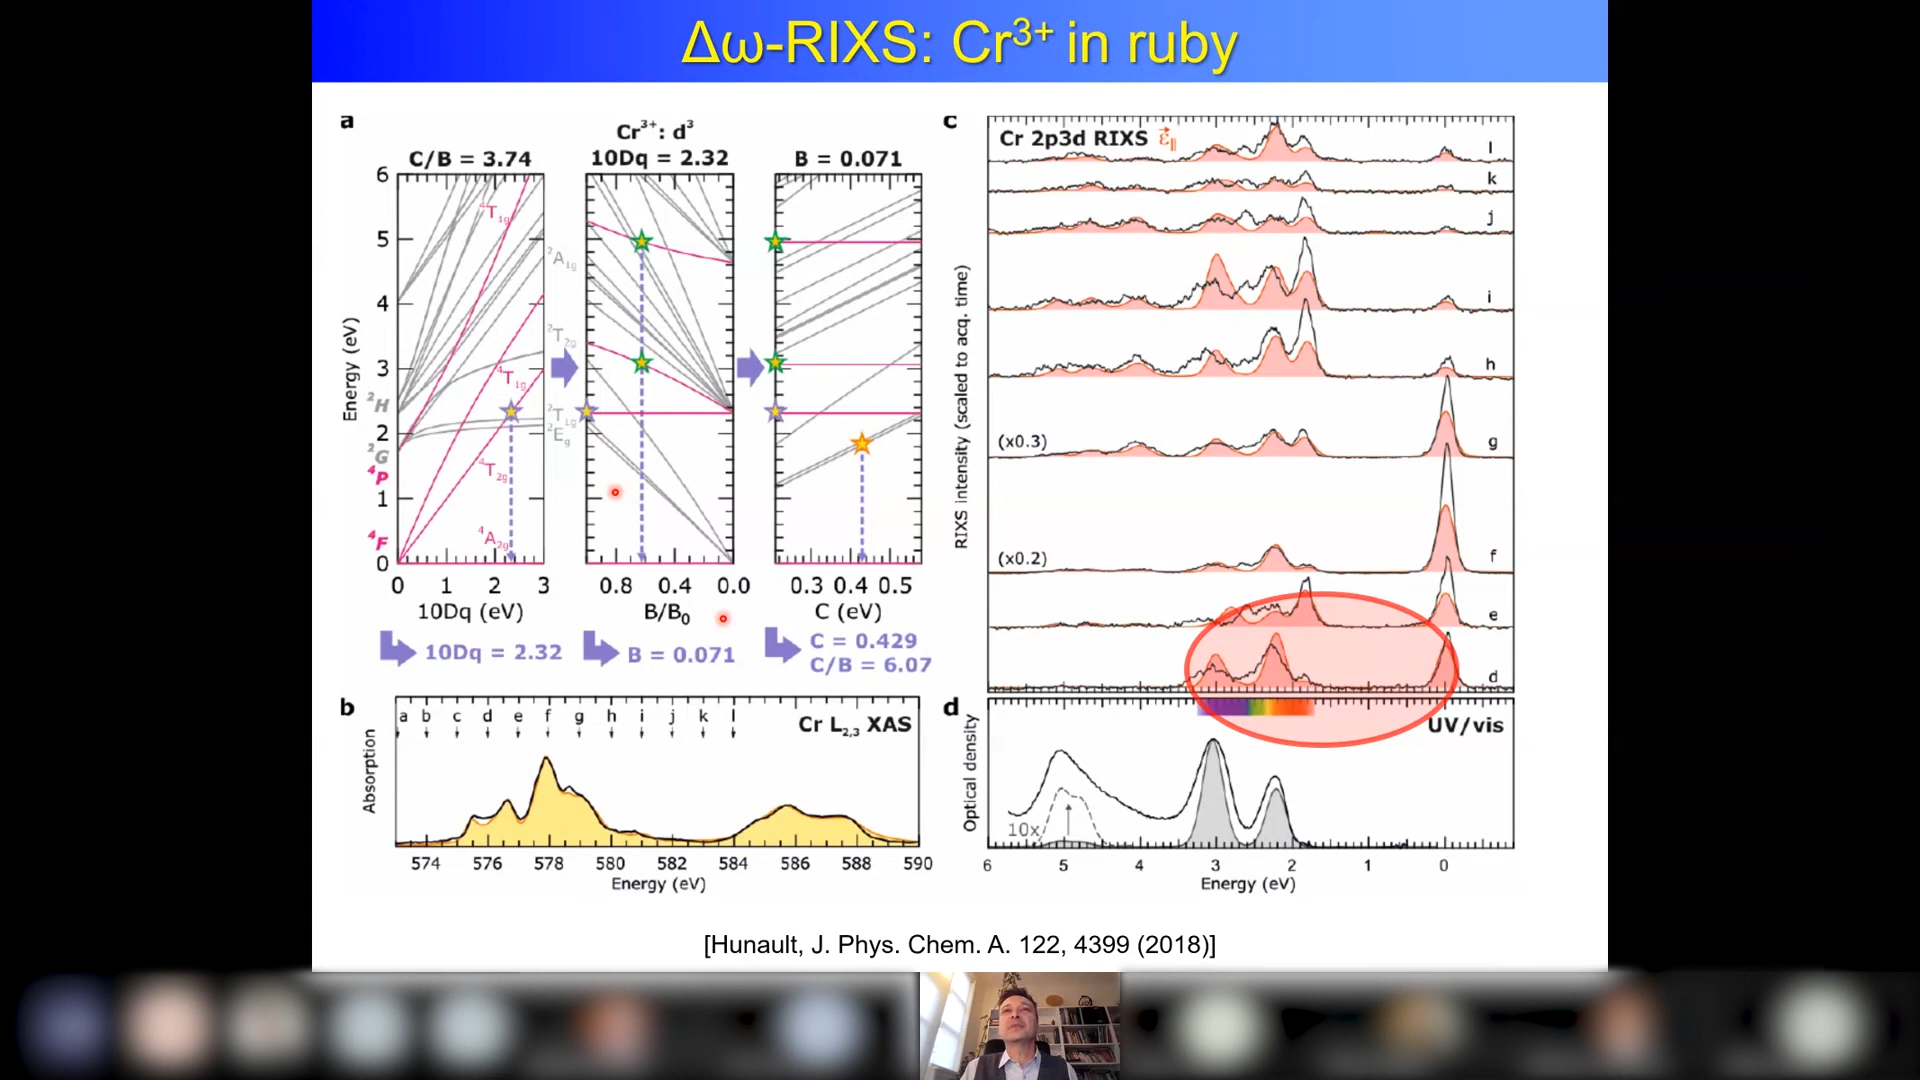 Δω-RIXS: Cr³⁺ in ruby
a
Cr³⁺: d³
C/B = 3.74
10Dq = 2.32
B = 0.071
Energy (eV)
6
5
4
3
2
1
0
²H
²G
⁴P
⁴F
⁴T₁g
⁴T₁g
⁴T₂g
⁴A₂g
²A₁g
²T₂g
²T₁g
²Eg
0 1 2 3
10Dq (eV)
0.8 0.4 0.0
B/B₀
0.3 0.4 0.5
C (eV)
10Dq = 2.32
B = 0.071
C = 0.429
C/B = 6.07
b
a b c d e f g h i j k l
Cr L₂,₃ XAS
Absorption
574 576 578 580 582 584 586 588 590
Energy (eV)
c
Cr 2p3d RIXS ε⃗∥
RIXS intensity (scaled to acq. time)
l
k
j
i
h
(x0.3) g
(x0.2) f
e
d
d
UV/vis
Optical density
10x
6 5 4 3 2 1 0
Energy (eV)
[Hunault, J. Phys. Chem. A. 122, 4399 (2018)]